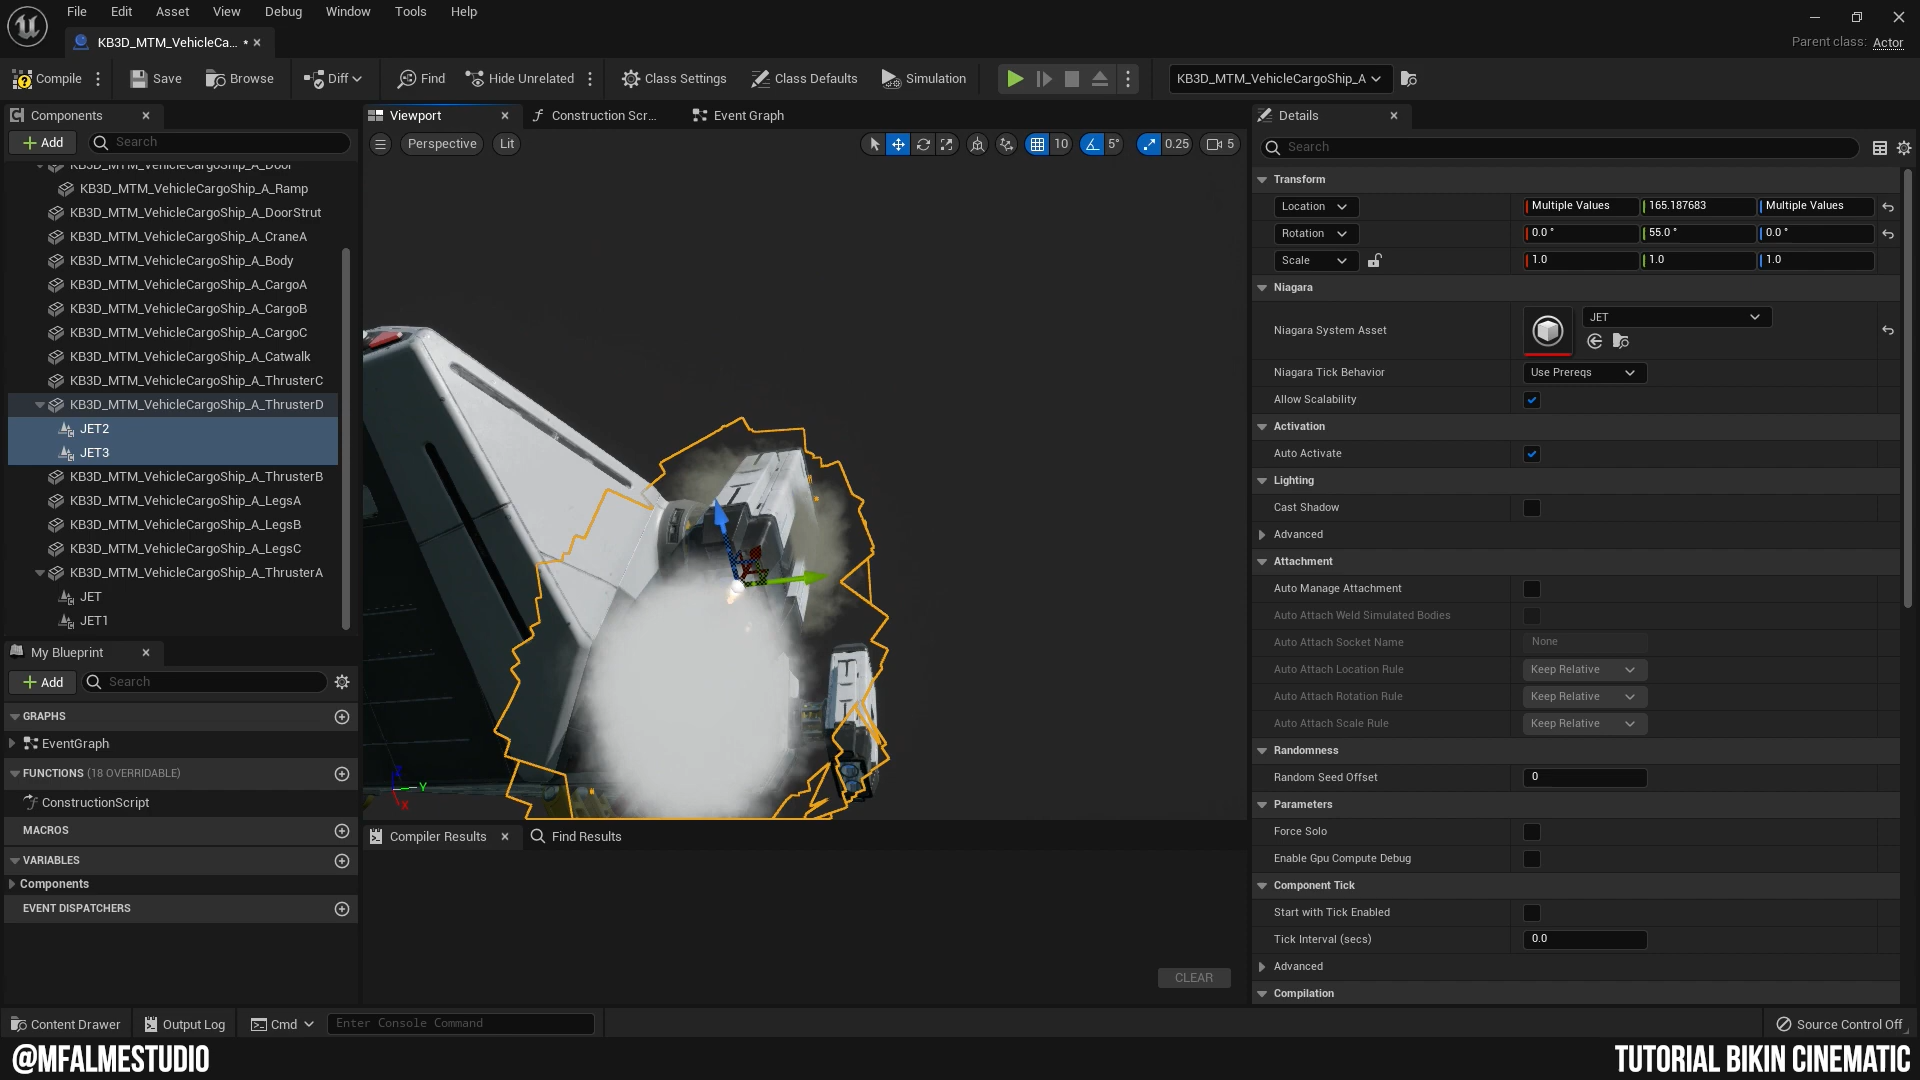 File Edit Asset View Debug Window Tools Help
KB3D_MTM_VehicleCa... •
Parent class: Actor
Compile Save Browse Diff Find Hide Unrelated Class Settings Class Defaults Simulation KB3D_MTM_VehicleCargoShip_A
Components
Add Search
KB3D_MTM_VehicleCargoShip_A_Door
KB3D_MTM_VehicleCargoShip_A_Ramp
KB3D_MTM_VehicleCargoShip_A_DoorStrut
KB3D_MTM_VehicleCargoShip_A_CraneA
KB3D_MTM_VehicleCargoShip_A_Body
KB3D_MTM_VehicleCargoShip_A_CargoA
KB3D_MTM_VehicleCargoShip_A_CargoB
KB3D_MTM_VehicleCargoShip_A_CargoC
KB3D_MTM_VehicleCargoShip_A_Catwalk
KB3D_MTM_VehicleCargoShip_A_ThrusterC
KB3D_MTM_VehicleCargoShip_A_ThrusterD
JET2
JET3
KB3D_MTM_VehicleCargoShip_A_ThrusterB
KB3D_MTM_VehicleCargoShip_A_LegsA
KB3D_MTM_VehicleCargoShip_A_LegsB
KB3D_MTM_VehicleCargoShip_A_LegsC
KB3D_MTM_VehicleCargoShip_A_ThrusterA
JET
JET1
My Blueprint
Add Search
GRAPHS
EventGraph
FUNCTIONS (18 OVERRIDABLE)
ConstructionScript
MACROS
VARIABLES
Components
EVENT DISPATCHERS
Viewport Construction Scr... Event Graph
Perspective Lit 10 5° 0.25 5
Z
Y
X
Compiler Results Find Results
CLEAR
Details
Search
Transform
Location Multiple Values 165.187683 Multiple Values
Rotation 0.0 ° 55.0 ° 0.0 °
Scale 1.0 1.0 1.0
Niagara
Niagara System Asset JET
Niagara Tick Behavior Use Prereqs
Allow Scalability
Activation
Auto Activate
Lighting
Cast Shadow
Advanced
Attachment
Auto Manage Attachment
Auto Attach Weld Simulated Bodies
Auto Attach Socket Name None
Auto Attach Location Rule Keep Relative
Auto Attach Rotation Rule Keep Relative
Auto Attach Scale Rule Keep Relative
Randomness
Random Seed Offset 0
Parameters
Force Solo
Enable Gpu Compute Debug
Component Tick
Start with Tick Enabled
Tick Interval (secs) 0.0
Advanced
Compilation
Content Drawer Output Log Cmd Enter Console Command Source Control Off
@MFALMESTUDIO
TUTORIAL BIKIN CINEMATIC